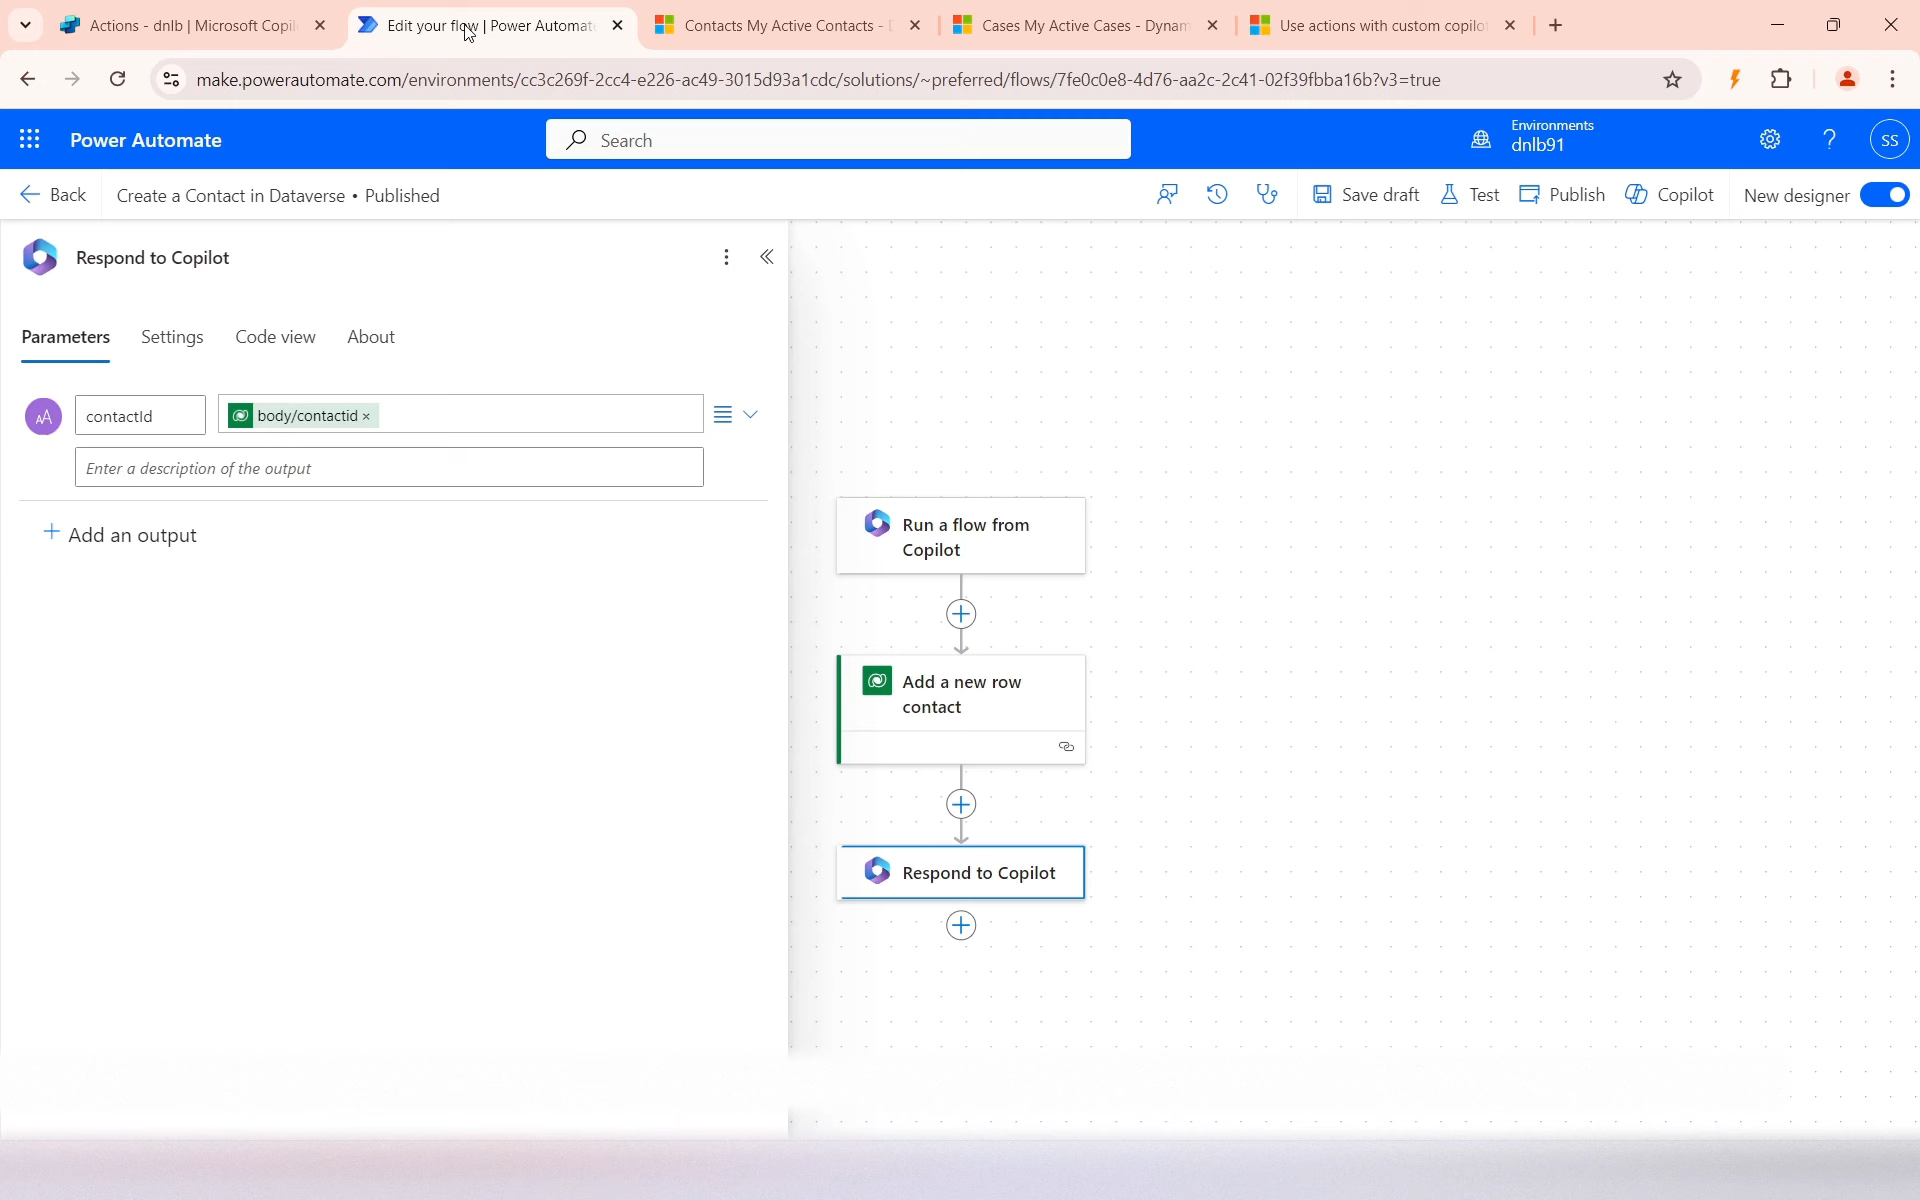 Actions - dnlb | Microsoft Copil
Edit your flow | Power Automate
Contacts My Active Contacts -
Cases My Active Cases - Dynam
Use actions with custom copilo
make.powerautomate.com/environments/cc3c269f-2cc4-e226-ac49-3015d93a1cdc/solutions/~preferred/flows/7fe0c0e8-4d76-aa2c-2c41-02f39fbba16b?v3=true
Power Automate
Search
Environments
dnlb91
SS
Back
Create a Contact in Dataverse • Published
Save draft
Test
Publish
Copilot
New designer
Respond to Copilot
Parameters
Settings
Code view
About
AA
contactId
body/contactid ×
Enter a description of the output
Add an output
Run a flow from
Copilot
Add a new row
contact
Respond to Copilot